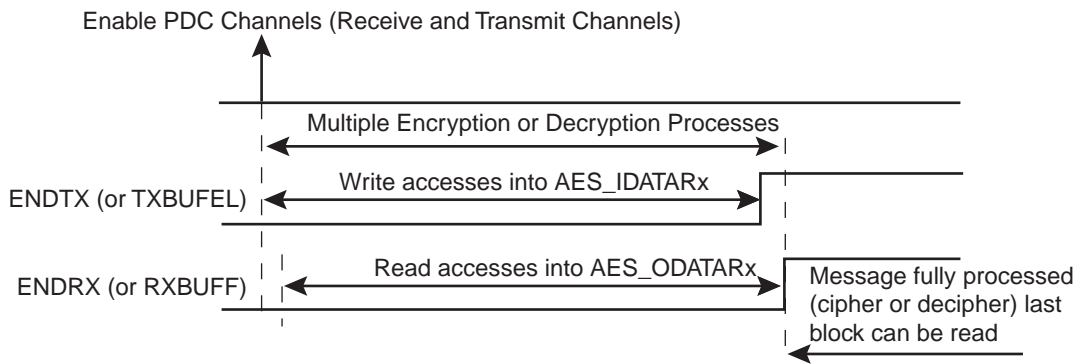 Enable PDC Channels (Receive and Transmit Channels)
Multiple Encryption or Decryption Processes
Write accesses into AES_IDATARx
ENDTX (or TXBUFEL)
Read accesses into AES_ODATARx
ENDRX (or RXBUFF)
Message fully processed
(cipher or decipher) last
block can be read